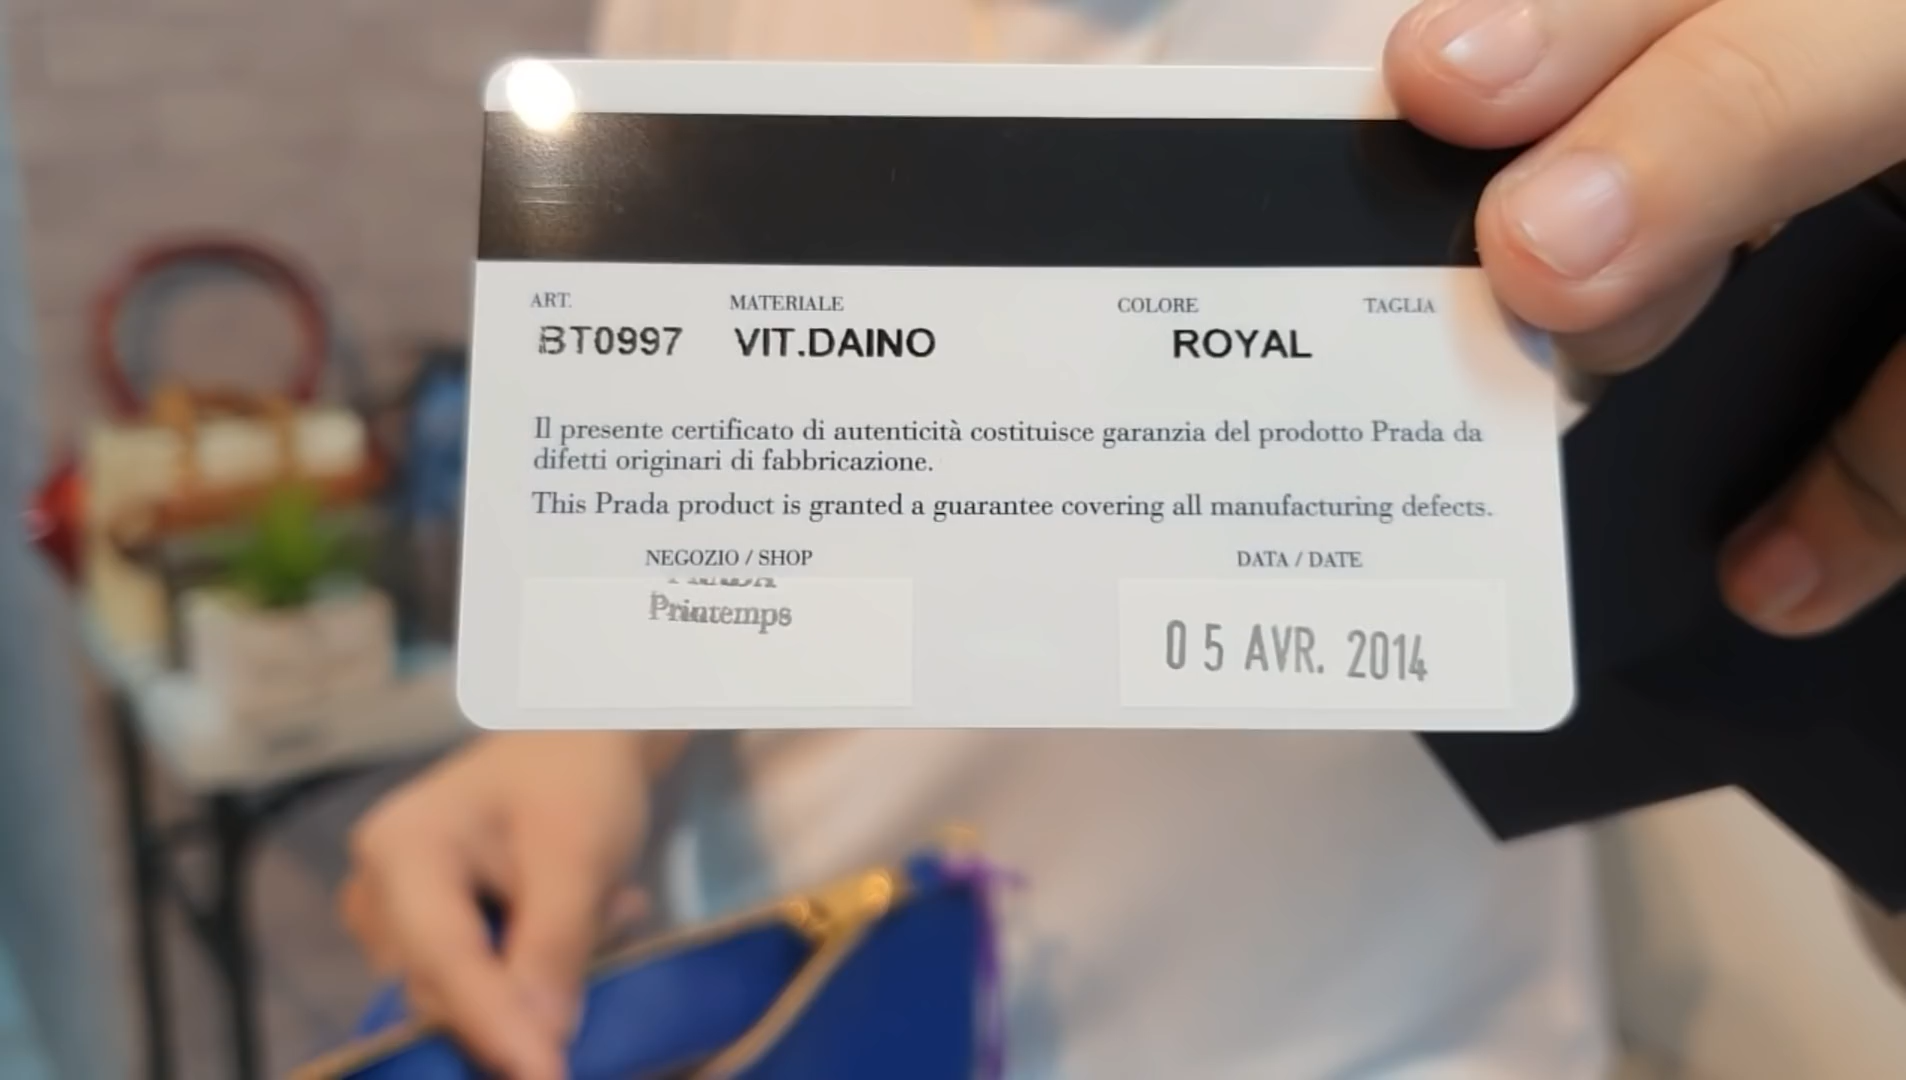 ART. MATERIALE COLORE TAGLIA
BT0997 VIT.DAINO ROYAL
Il presente certificato di autenticità costituisce garanzia del prodotto Prada da
difetti originari di fabbricazione.
This Prada product is granted a guarantee covering all manufacturing defects.
NEGOZIO / SHOP DATA / DATE
Printemps
05 AVR. 2014